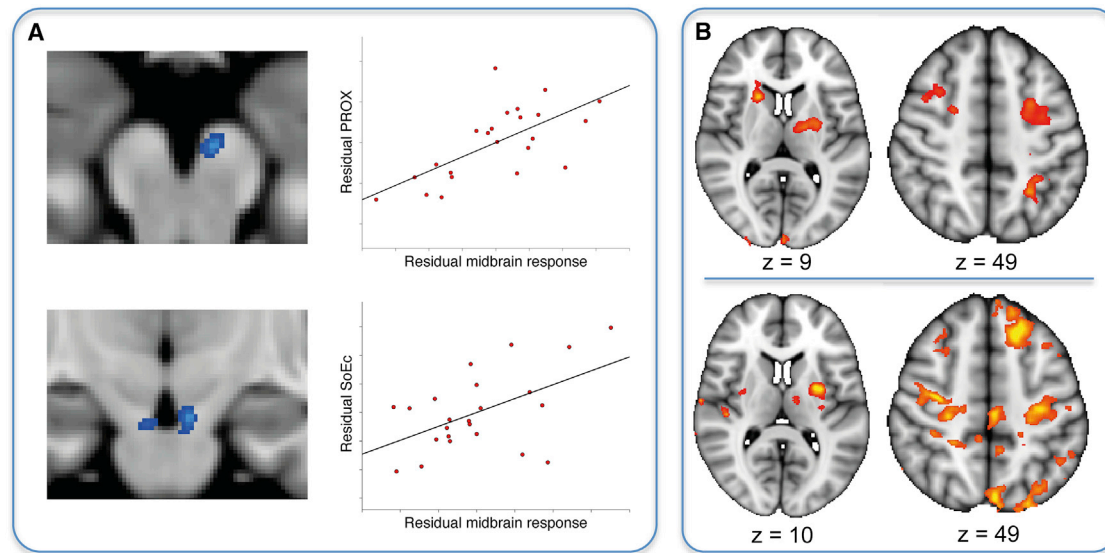 A
Residual PROX
Residual midbrain response
Residual SoEc
Residual midbrain response
B
z = 9
z = 49
z = 10
z = 49